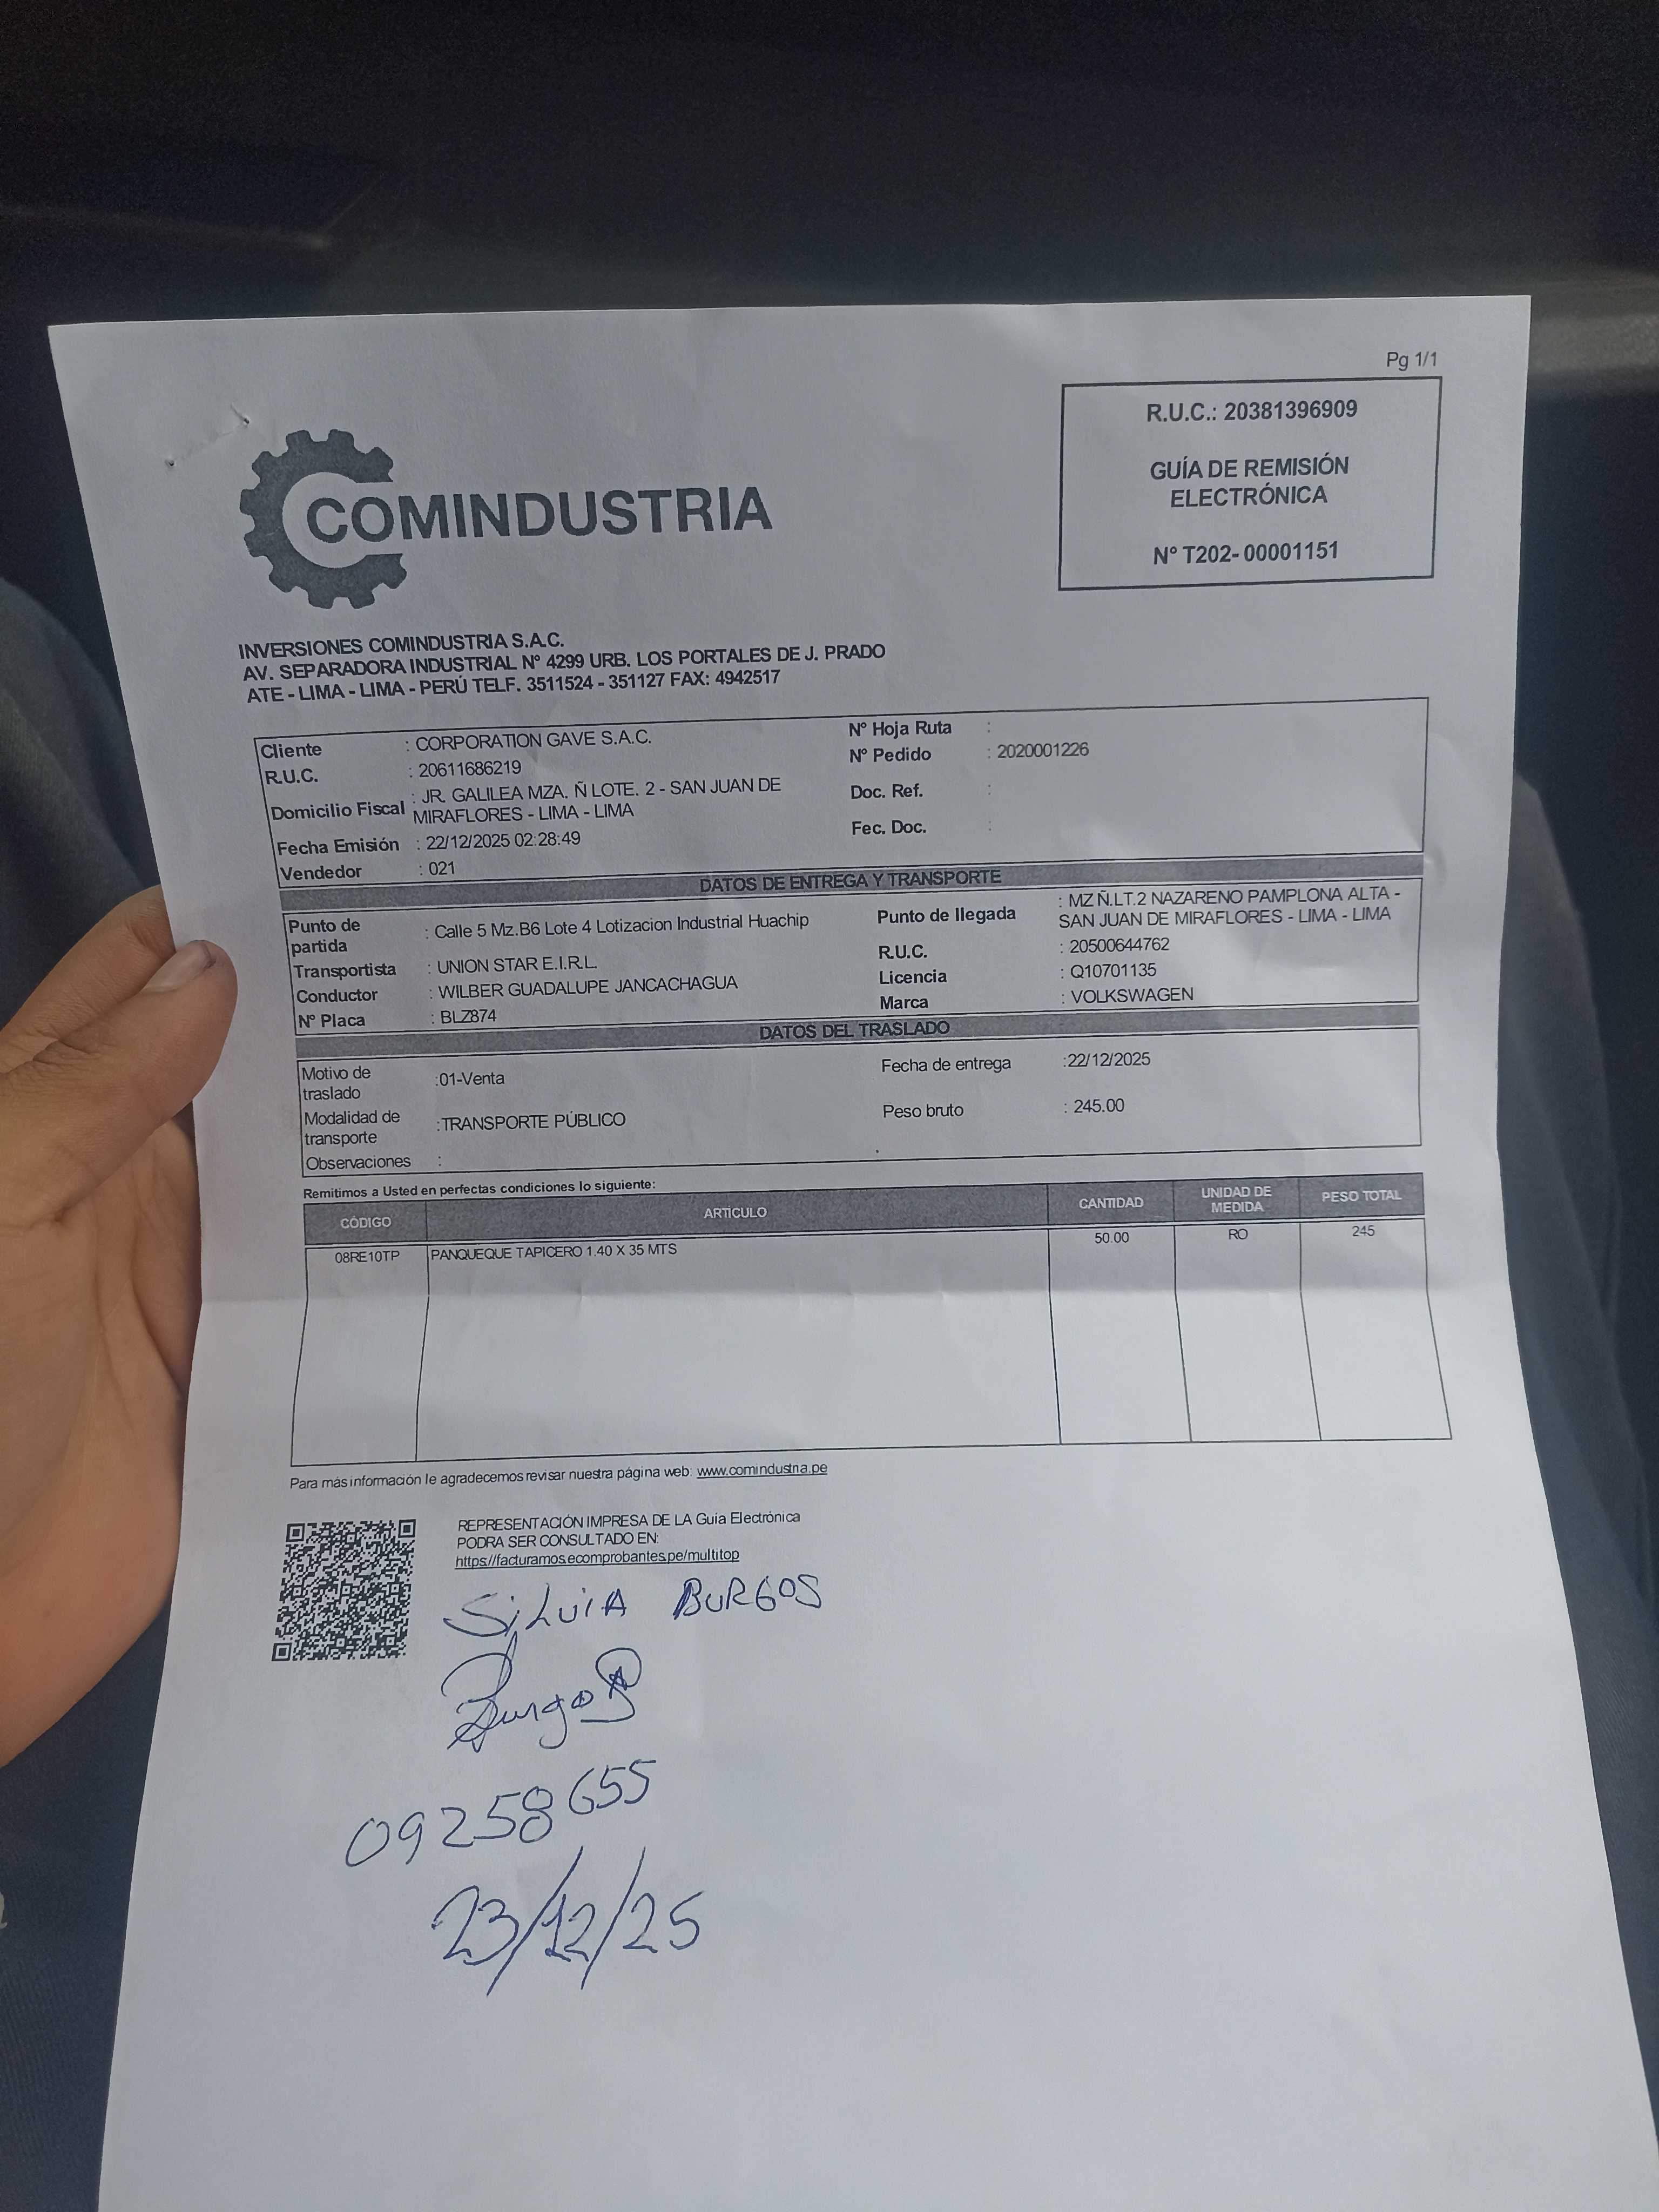 Pg 1/1
R.U.C.: 20381396909
GUÍA DE REMISIÓN
ELECTRÓNICA
Nº T202- 00001151
COMINDUSTRIA
INVERSIONES COMINDUSTRIA S.A.C.
AV. SEPARADORA INDUSTRIAL Nº 4299 URB. LOS PORTALES DE J. PRADO
ATE - LIMA - LIMA - PERÚ TELF. 3511524 - 351127 FAX: 4942517
Cliente : CORPORATION GAVE S.A.C.
R.U.C. : 20611686219
Domicilio Fiscal : JR. GALILEA MZA. Ñ LOTE. 2 - SAN JUAN DE
MIRAFLORES - LIMA - LIMA
Fecha Emisión : 22/12/2025 02:28:49
Vendedor : 021
Nº Hoja Ruta :
Nº Pedido : 2020001226
Doc. Ref. :
Fec. Doc. :
DATOS DE ENTREGA Y TRANSPORTE
Punto de
partida : Calle 5 Mz.B6 Lote 4 Lotizacion Industrial Huachip
Transportista : UNION STAR E.I.R.L.
Conductor : WILBER GUADALUPE JANCACHAGUA
Nº Placa : BLZ874
Punto de llegada : MZ Ñ.LT.2 NAZARENO PAMPLONA ALTA -
SAN JUAN DE MIRAFLORES - LIMA - LIMA
R.U.C. : 20500644762
Licencia : Q10701135
Marca : VOLKSWAGEN
DATOS DEL TRASLADO
Motivo de
traslado :01-Venta
Modalidad de
transporte :TRANSPORTE PÚBLICO
Observaciones :
Fecha de entrega :22/12/2025
Peso bruto : 245.00
Remitimos a Usted en perfectas condiciones lo siguiente:
CÓDIGO ARTICULO CANTIDAD UNIDAD DE MEDIDA PESO TOTAL
08RE10TP PANQUEQUE TAPICERO 1.40 X 35 MTS 50.00 RO 245
Para más información le agradecemos revisar nuestra página web: www.comindustria.pe
REPRESENTACIÓN IMPRESA DE LA Guia Electrónica
PODRA SER CONSULTADO EN:
https://facturamos.ecomprobantes.pe/multitop
SiLviA BURGOS
Burgos
09258655
23/12/25